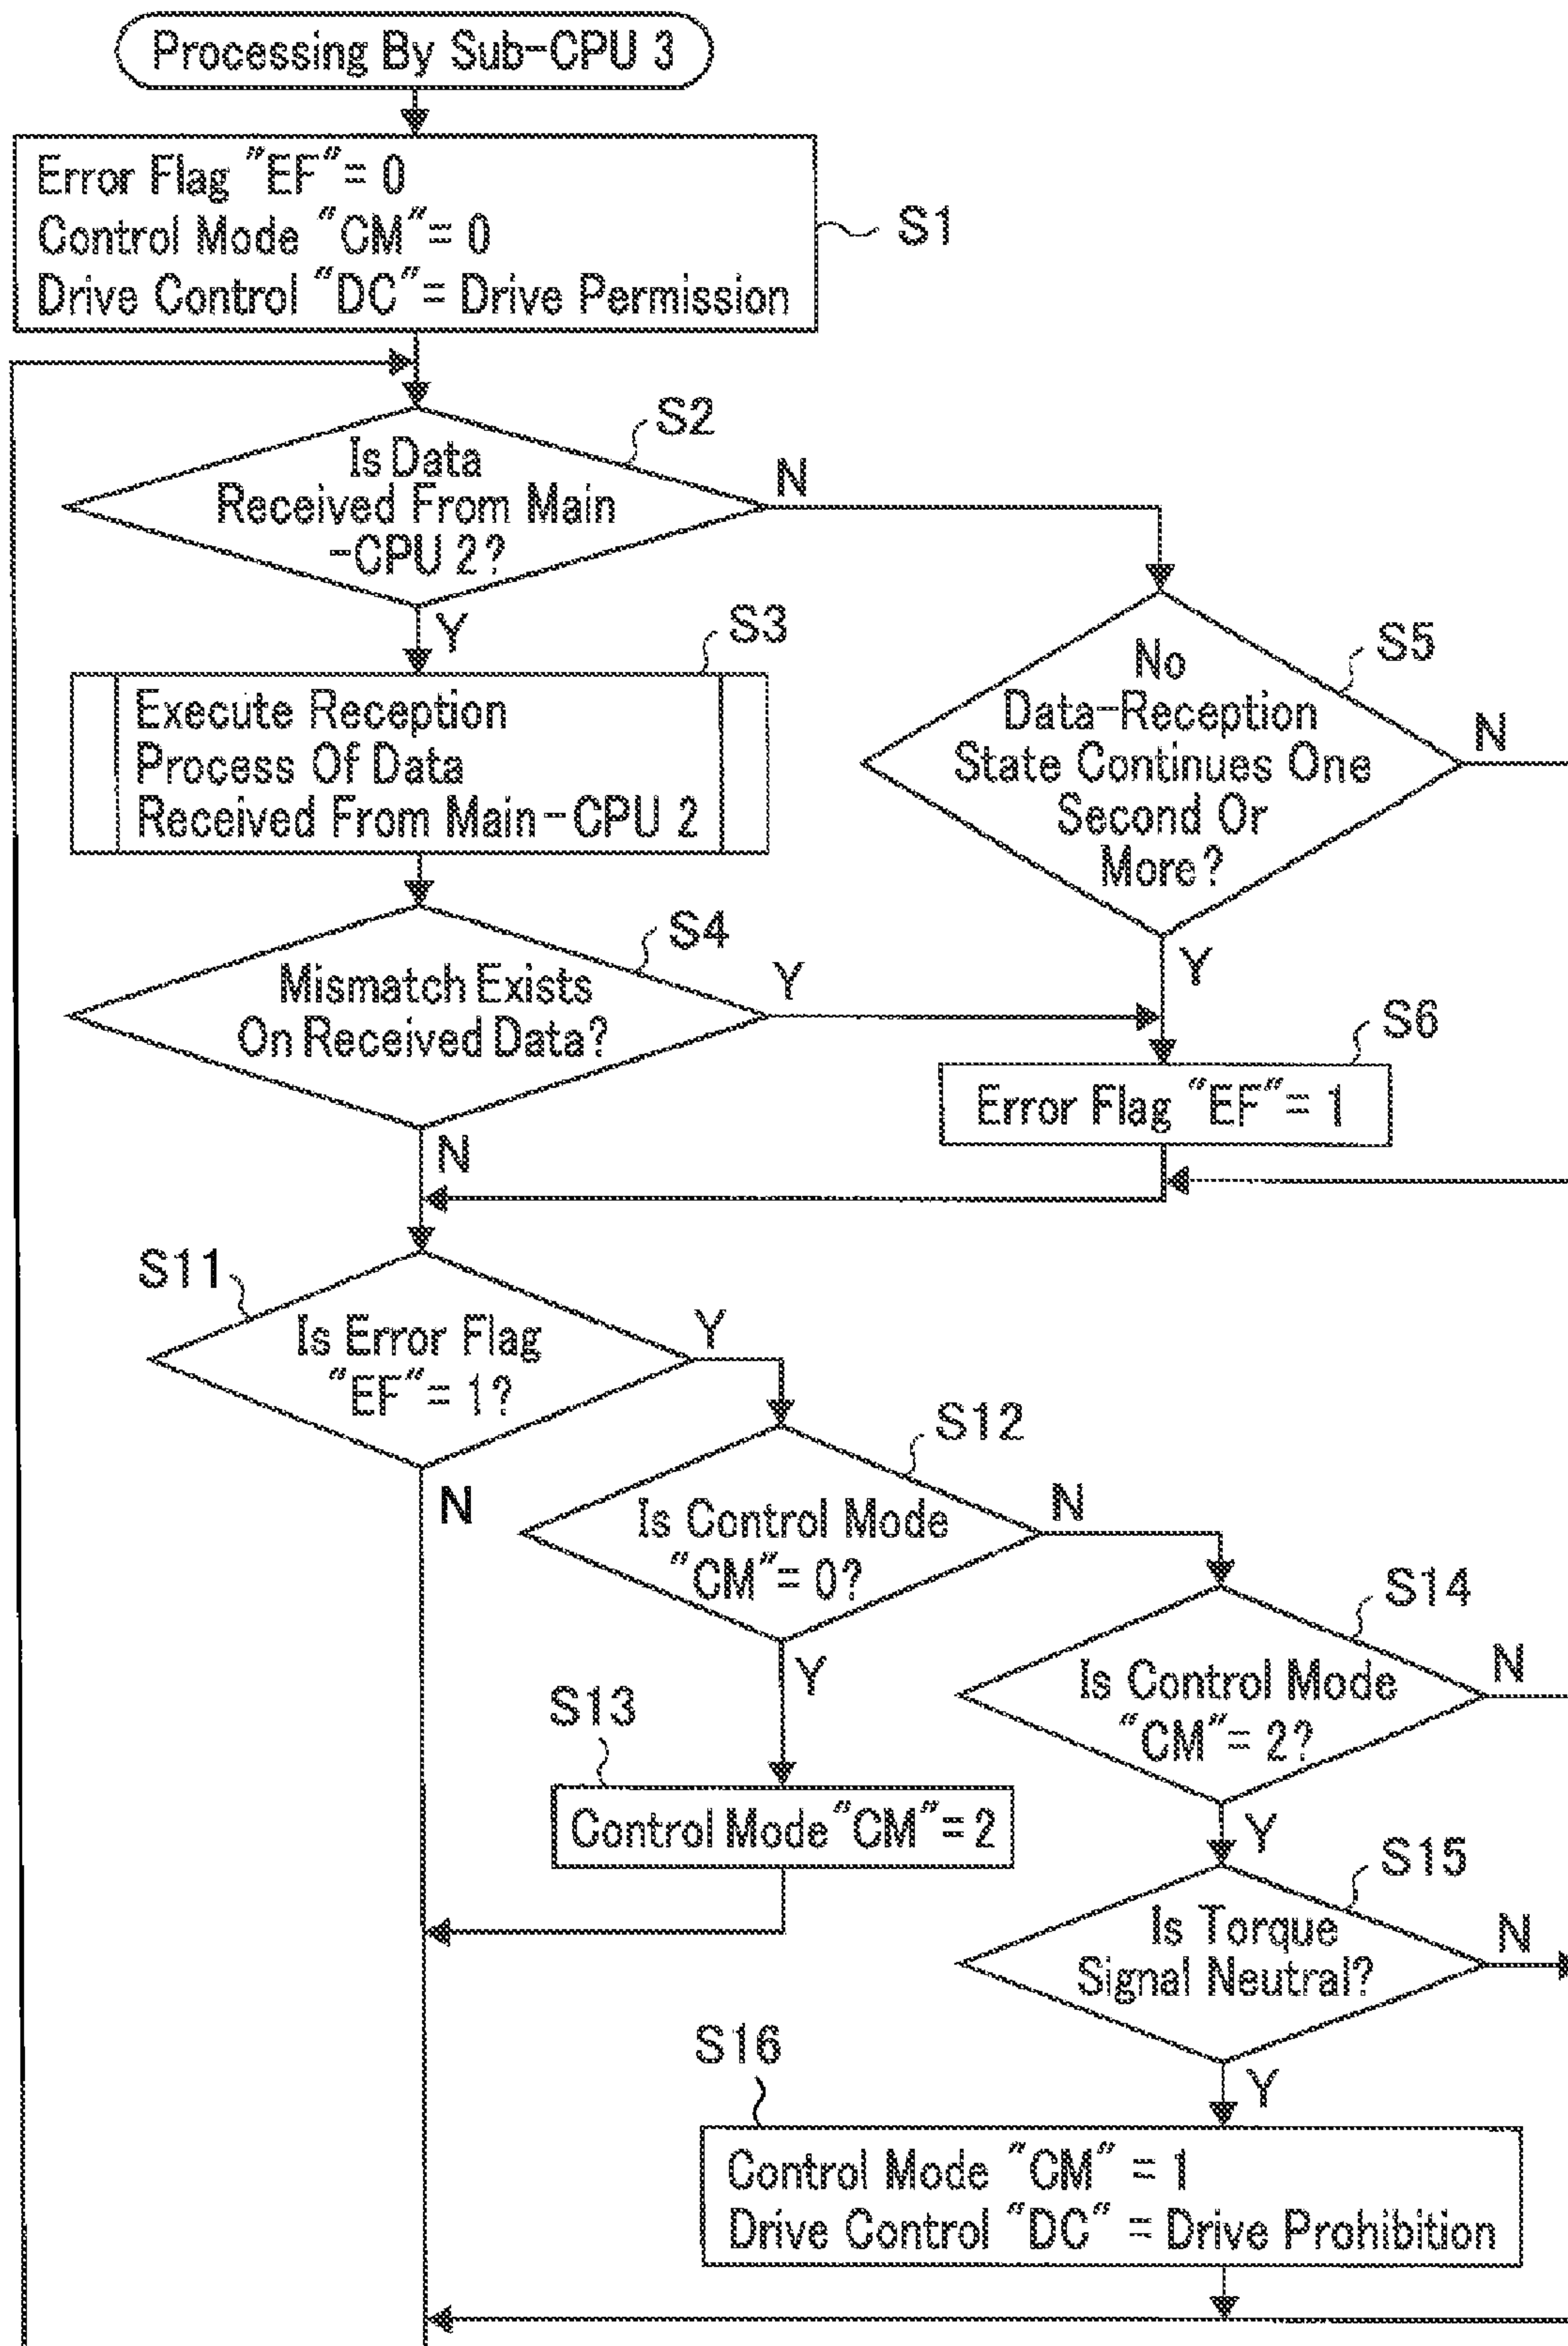 Processing By Sub-CPU 3
Error Flag "EF"= 0
Control Mode "CM"= 0
Drive Control "DC"= Drive Permission
S1
S2
Is Data
Received From Main
-CPU 2?
N
Y
S3
Execute Reception
Process Of Data
Received From Main-CPU 2
S5
No
Data-Reception
State Continues One
Second Or
More?
N
Y
S4
Mismatch Exists
On Received Data?
Y
N
S6
Error Flag "EF"= 1
S11
Is Error Flag
"EF"= 1?
Y
N
S12
Is Control Mode
"CM"= 0?
N
Y
S13
Control Mode "CM"= 2
S14
Is Control Mode
"CM"= 2?
N
Y
S15
Is Torque
Signal Neutral?
N
Y
S16
Control Mode "CM" = 1
Drive Control "DC" = Drive Prohibition